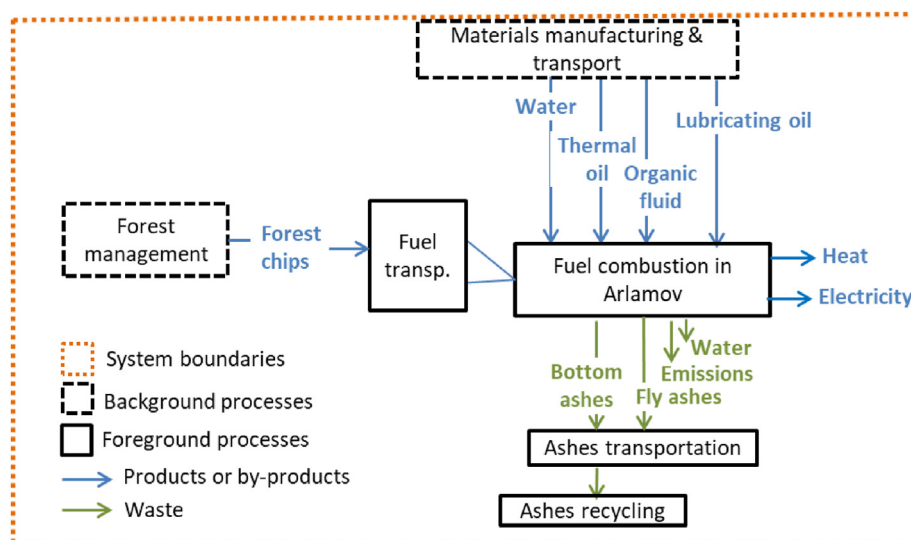 Materials manufacturing &
transport
Water
Lubricating oil
Thermal
oil
Organic
fluid
Forest
management
Forest
chips
Fuel
transp.
Fuel combustion in
Arlamov
Heat
Electricity
Water
Emissions
Bottom
ashes
Fly ashes
System boundaries
Background processes
Foreground processes
Products or by-products
Waste
Ashes transportation
Ashes recycling